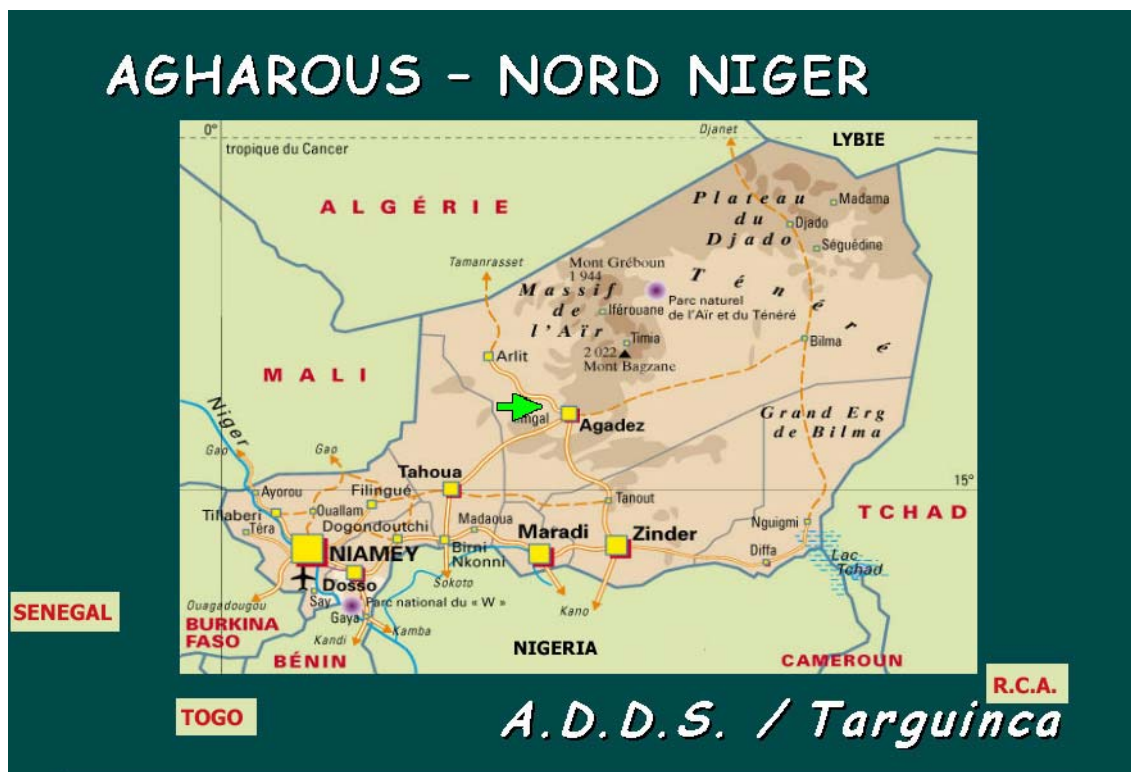 AGHAROUS - NORD NIGER
0°
Djanet
LYBIE
tropique du Cancer
ALGÉRIE
Plateau
du
Djado
Madama
Djado
Séguédine
Tamanrasset
Mont Gréboun
1 944
Massif
de
l'Aïr
Iférouane
Ténéré
Parc naturel
de l'Aïr et du Ténéré
Timia
2 022
Mont Bagzane
Bilma
Arlit
MALI
Niger
Agadez
Grand Erg
de Bilma
Gao
Gao
Tahoua
15°
Ayorou
Filingué
Tanout
TCHAD
Tillaberi
Ouallam
Téra
Dogondoutchi
Madaoua
Maradi
Zinder
Nguigmi
NIAMEY
Birni
Nkonni
Diffa
Lac
Tchad
Dosso
Sokoto
Ouagadougou
Say
Parc national du « W »
Kano
SENEGAL
BURKINA
FASO
Gaya
Kamba
Kandi
BÉNIN
NIGERIA
CAMEROUN
R.C.A.
TOGO
A.D.D.S. / Targuinca